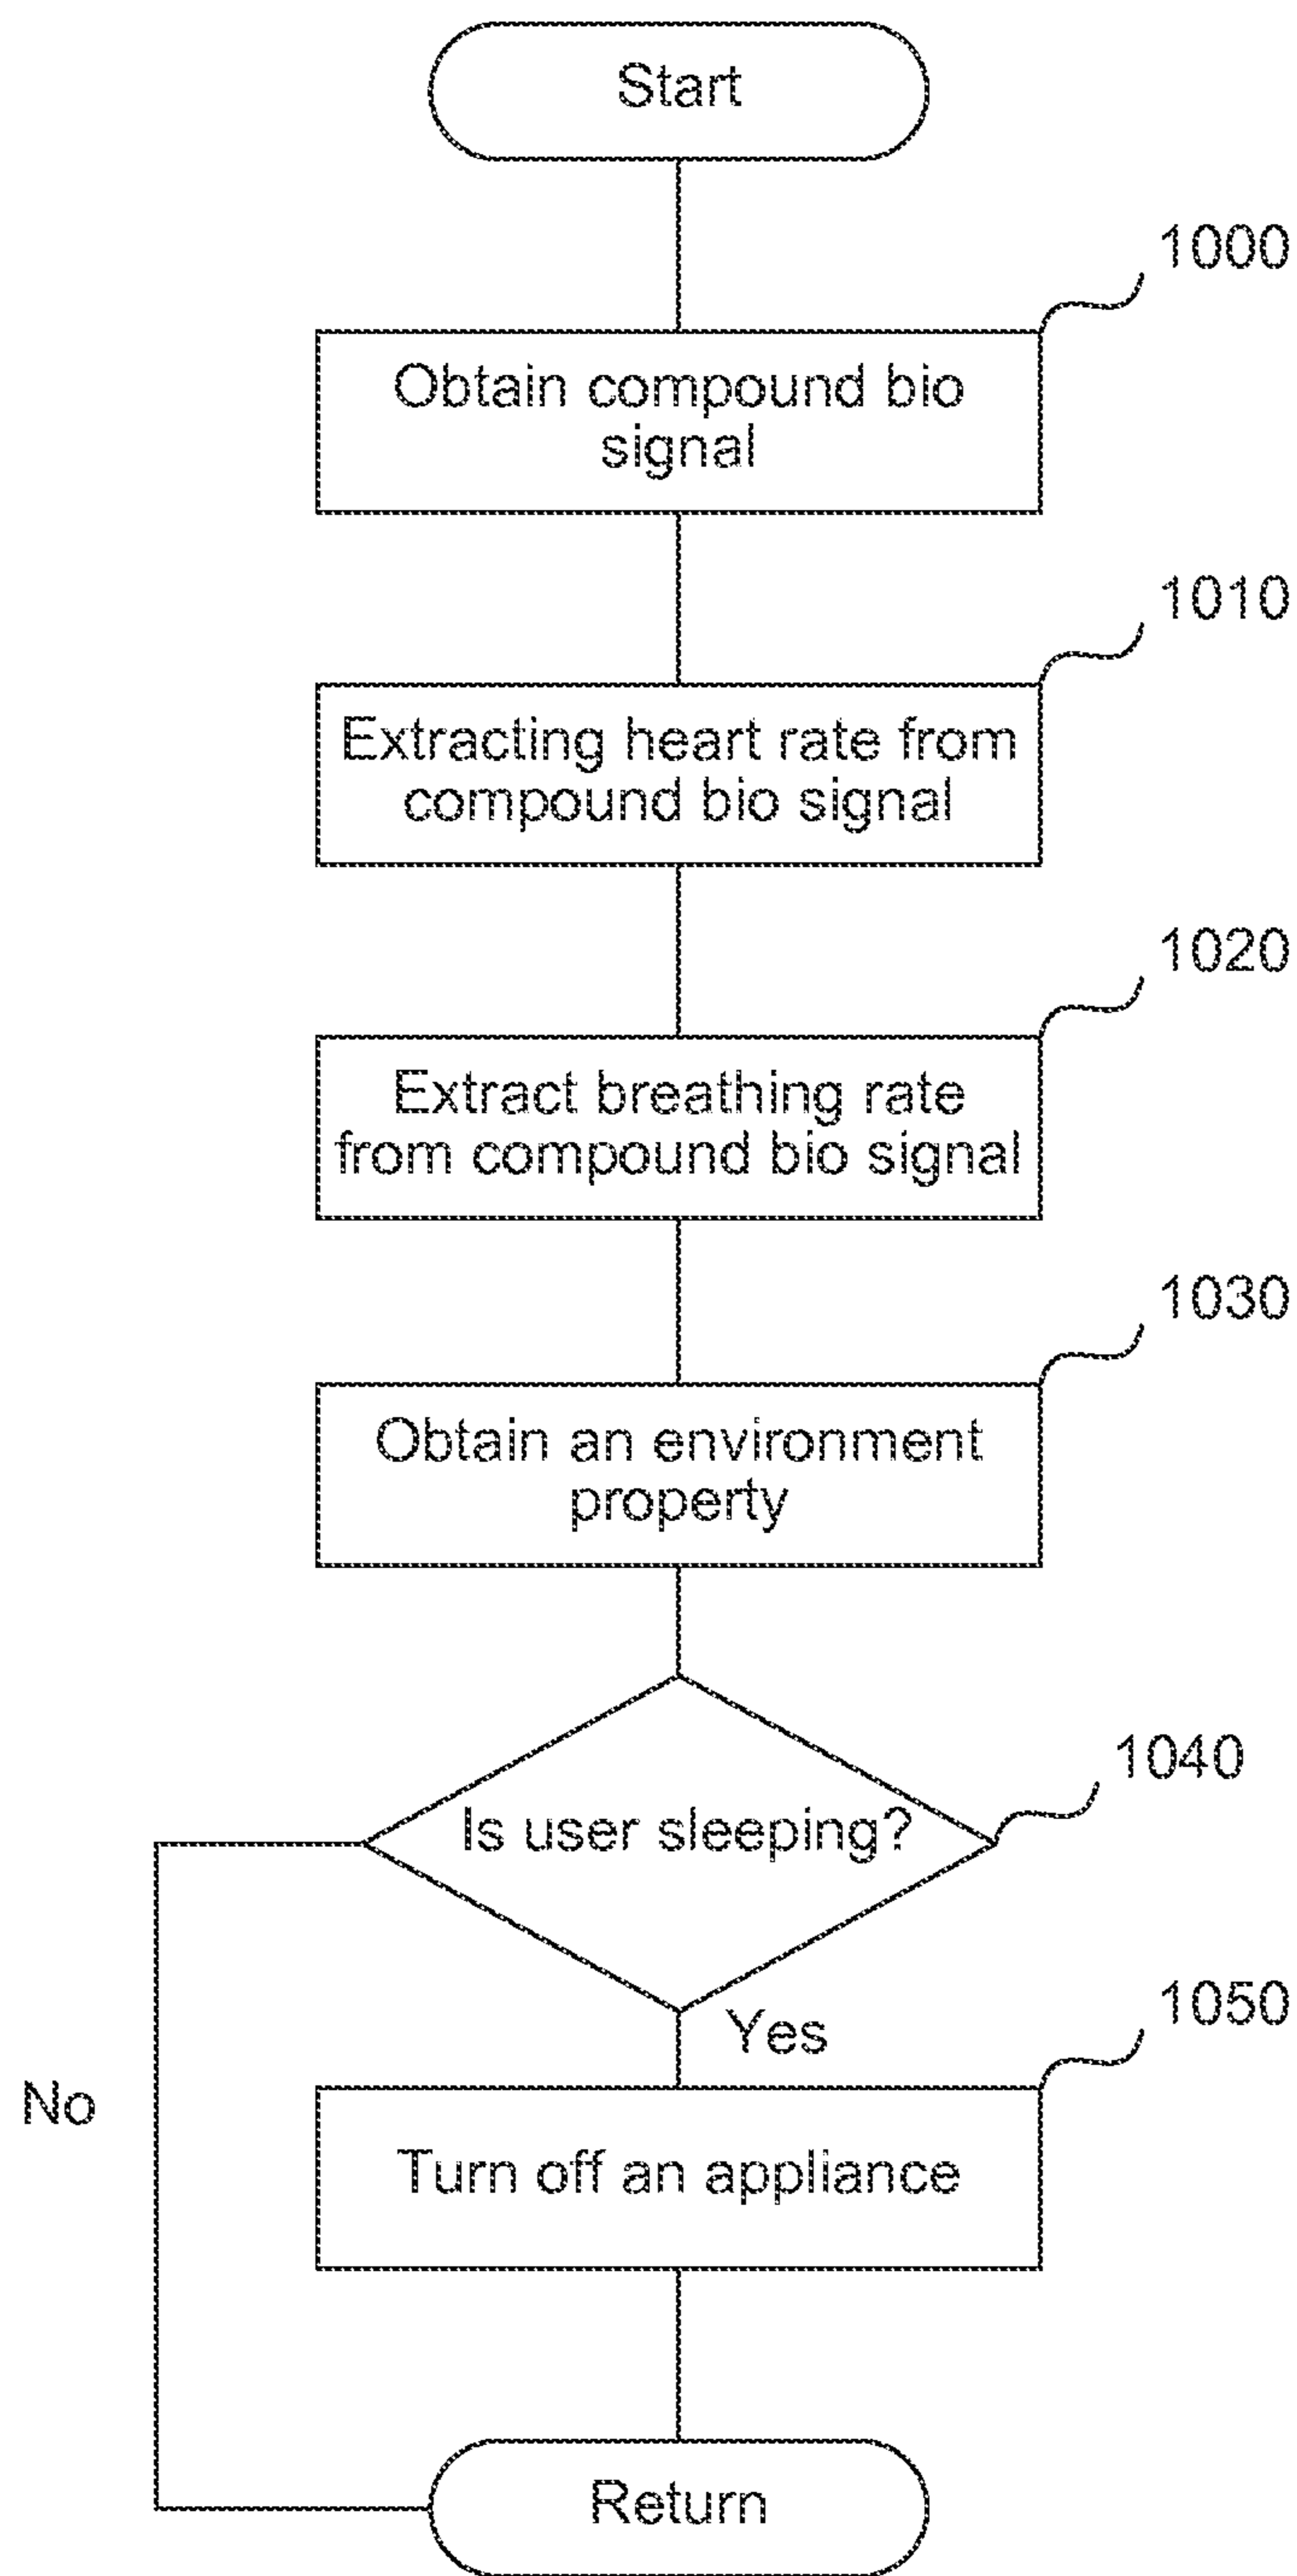 Start
1000
Obtain compound bio
signal
1010
Extracting heart rate from
compound bio signal
1020
Extract breathing rate
from compound bio signal
1030
Obtain an environment
property
1040
Is user sleeping?
Yes
1050
No
Turn off an appliance
Return